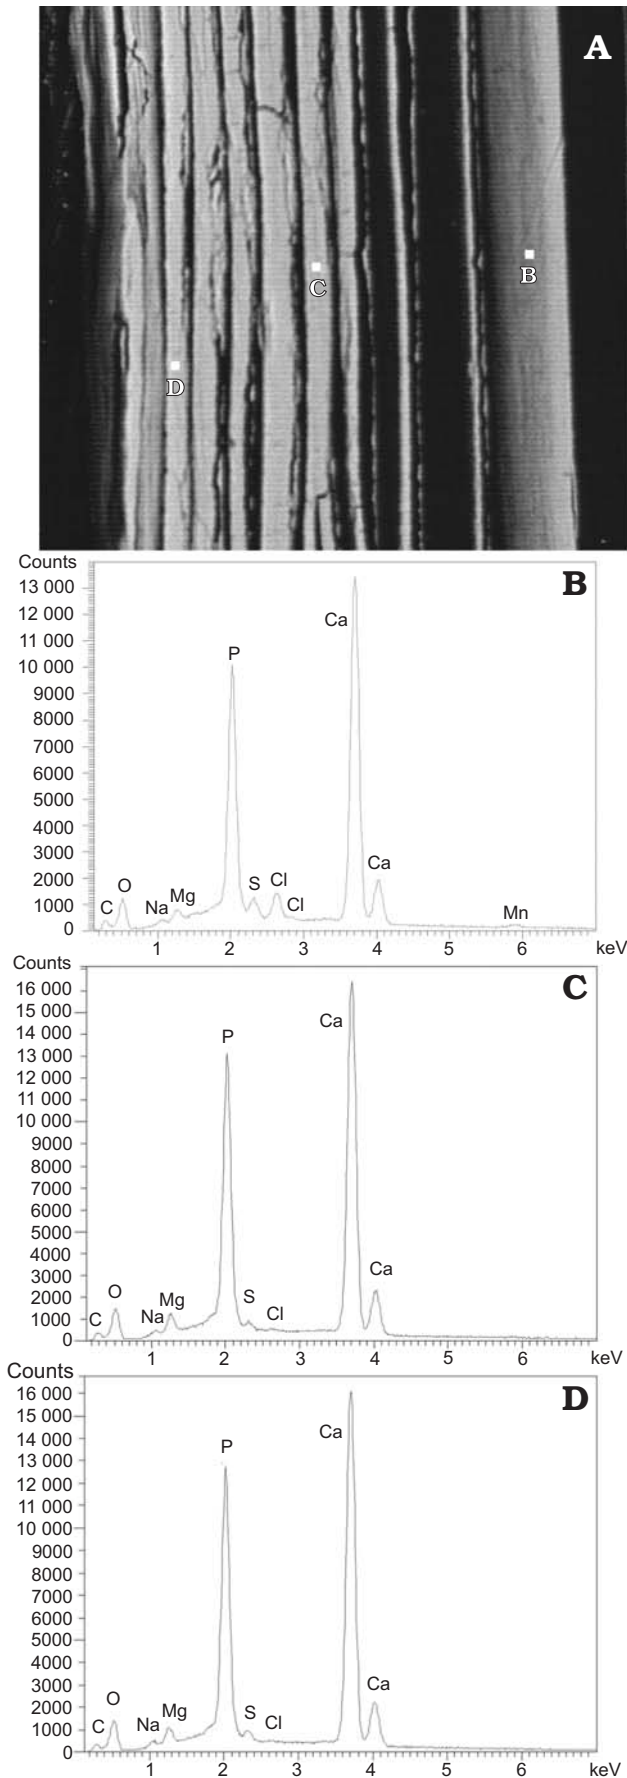 A
B
C
D
Counts
B
13 000
12 000
11 000
10 000
9000
8000
7000
6000
5000
4000
3000
2000
1000
0
Ca
P
C
O
Na
Mg
S
Cl
Cl
Ca
Mn
1
2
3
4
5
6
keV
Counts
C
16 000
15 000
14 000
13 000
12 000
11 000
10 000
9000
8000
7000
6000
5000
4000
3000
2000
1000
0
Ca
P
C
O
Na
Mg
S
Cl
Ca
1
2
3
4
5
6
keV
Counts
D
16 000
15 000
14 000
13 000
12 000
11 000
10 000
9000
8000
7000
6000
5000
4000
3000
2000
1000
0
Ca
P
C
O
Na
Mg
S
Cl
Ca
1
2
3
4
5
6
keV